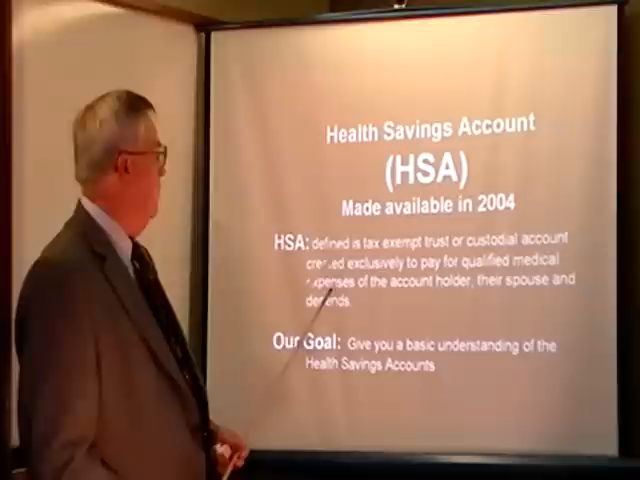 Health Savings Account
(HSA)
Made available in 2004
HSA: defined is tax exempt trust or custodial account
created exclusively to pay for qualified medical
expenses of the account holder, their spouse and
Our Goal: Give you a basic understanding of the
Health Savings Accounts